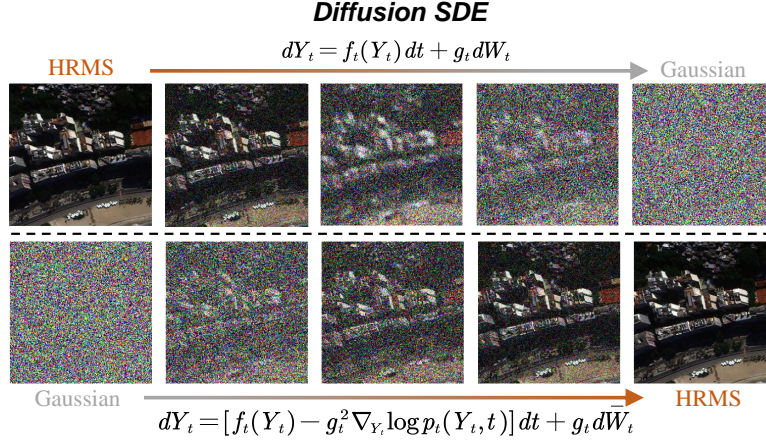 Diffusion SDE
dY_t = f_t(Y_t) dt + g_t dW_t
HRMS
Gaussian
Gaussian
HRMS
dY_t = [f_t(Y_t) − g_t^2 ∇_{Y_t} log p_t(Y_t, t)] dt + g_t dW̄_t